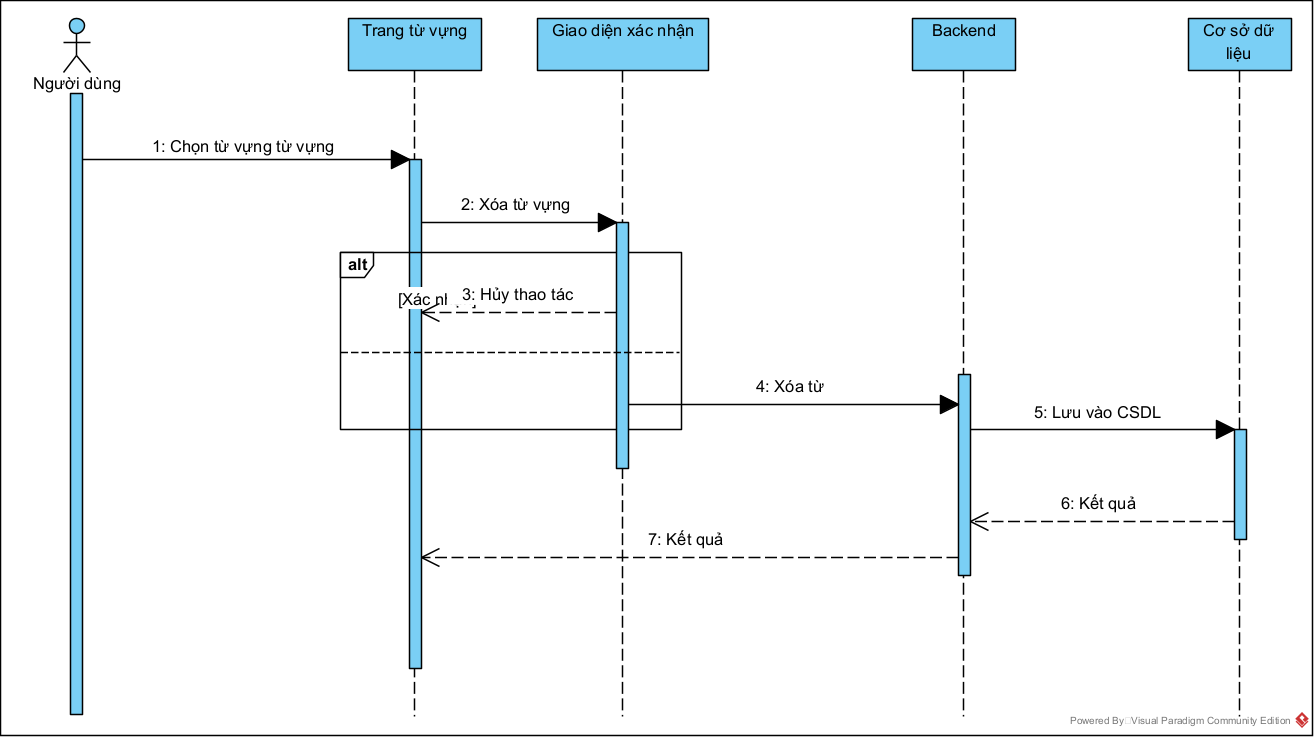 Người dùng
Trang từ vựng
Giao diện xác nhận
Backend
Cơ sở dữ
liệu
1: Chọn từ vựng từ vựng
2: Xóa từ vựng
alt
[Xác
3: Hủy thao tác
4: Xóa từ
5: Lưu vào CSDL
6: Kết quả
7: Kết quả
Powered By Visual Paradigm Community Edition